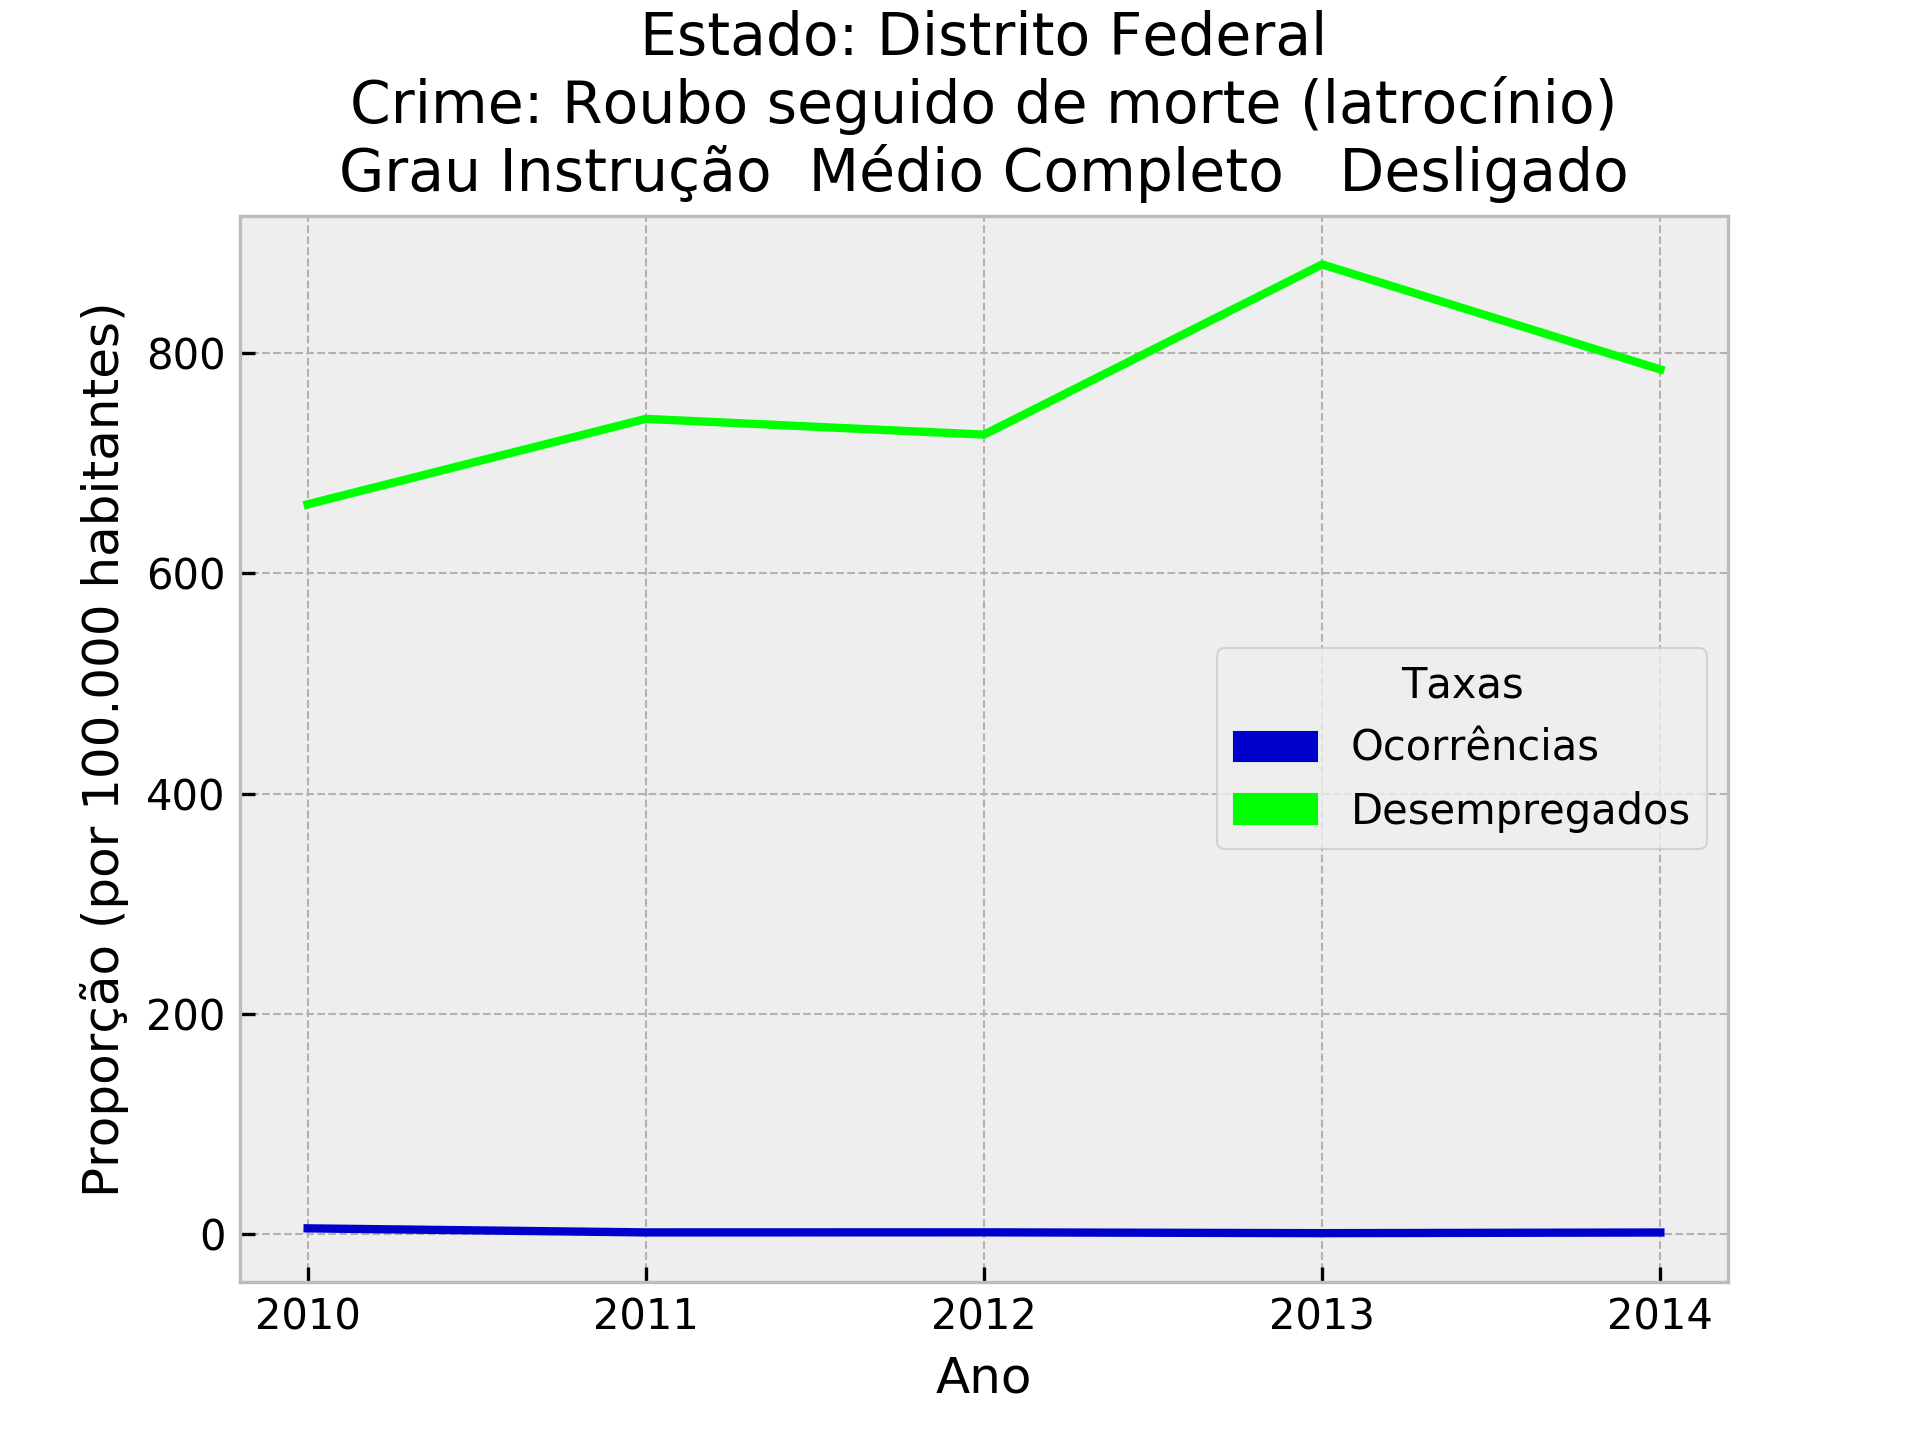 Estado: Distrito Federal
Crime: Roubo seguido de morte (latrocínio)
Grau Instrução  Médio Completo   Desligado
Proporção (por 100.000 habitantes)
800
600
400
200
0
Taxas
Ocorrências
Desempregados
2010 2011 2012 2013 2014
Ano